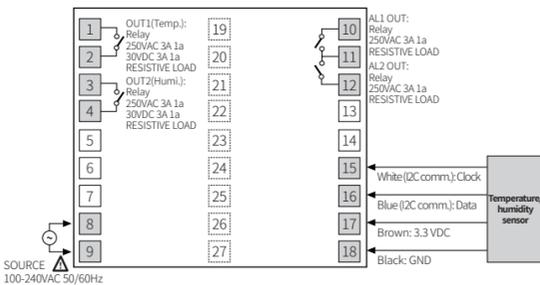 1
OUT1(Temp.):
Relay
250VAC 3A 1a
30VDC 3A 1a
RESISTIVE LOAD
2
3
OUT2(Humi.):
Relay
250VAC 3A 1a
30VDC 3A 1a
RESISTIVE LOAD
4
5
6
7
8
9
SOURCE
100-240VAC 50/60Hz
19
20
21
22
23
24
25
26
27
10
AL1 OUT:
Relay
250VAC 3A 1a
RESISTIVE LOAD
11
AL2 OUT:
Relay
250VAC 3A 1a
RESISTIVE LOAD
12
13
14
15
16
17
18
White(I2C comm.): Clock
Blue (I2C comm.): Data
Brown: 3.3 VDC
Black: GND
Temperature/
humidity
sensor